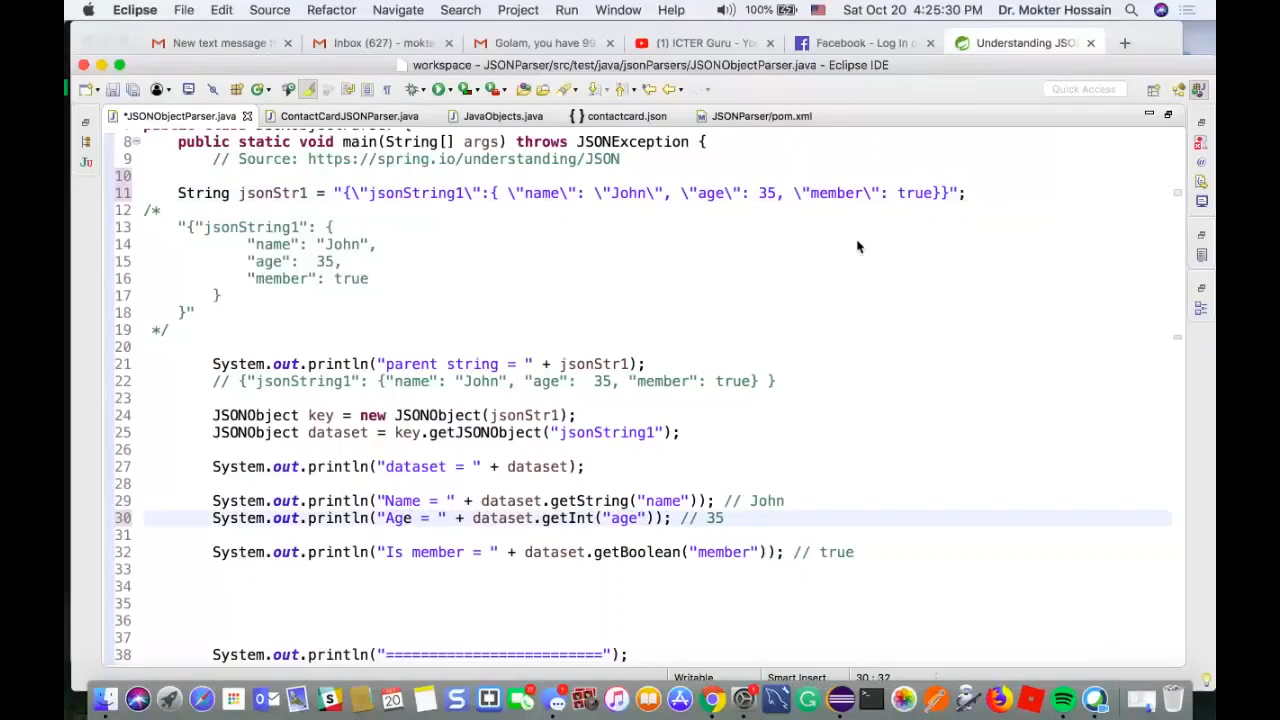 Eclipse File Edit Source Refactor Navigate Search Project Run Window Help 100% Sat Oct 20 4:25:30 PM Dr. Mokter Hossain
New text message f Inbox (627) - mokte Golam, you have 99 (1) ICTER Guru - Yo Facebook - Log In o Understanding JSO
workspace - JSONParser/src/test/java/jsonParsers/JSONObjectParser.java - Eclipse IDE
Quick Access
*JSONObjectParser.java ContactCardJSONParser.java JavaObjects.java { } contactcard.json JSONParser/pom.xml
8 public static void main(String[] args) throws JSONException {
9 // Source: https://spring.io/understanding/JSON
10
11 String jsonStr1 = "{\"jsonString1\":{ \"name\": \"John\", \"age\": 35, \"member\": true}}";
12 /*
13 "{"jsonString1": {
14 "name": "John",
15 "age": 35,
16 "member": true
17 }
18 }"
19 */
20
21 System.out.println("parent string = " + jsonStr1);
22 // {"jsonString1": {"name": "John", "age": 35, "member": true} }
23
24 JSONObject key = new JSONObject(jsonStr1);
25 JSONObject dataset = key.getJSONObject("jsonString1");
26
27 System.out.println("dataset = " + dataset);
28
29 System.out.println("Name = " + dataset.getString("name")); // John
30 System.out.println("Age = " + dataset.getInt("age")); // 35
31
32 System.out.println("Is member = " + dataset.getBoolean("member")); // true
33
34
35
36
37
38 System.out.println("=========================");
Writable Smart Insert 30 : 32